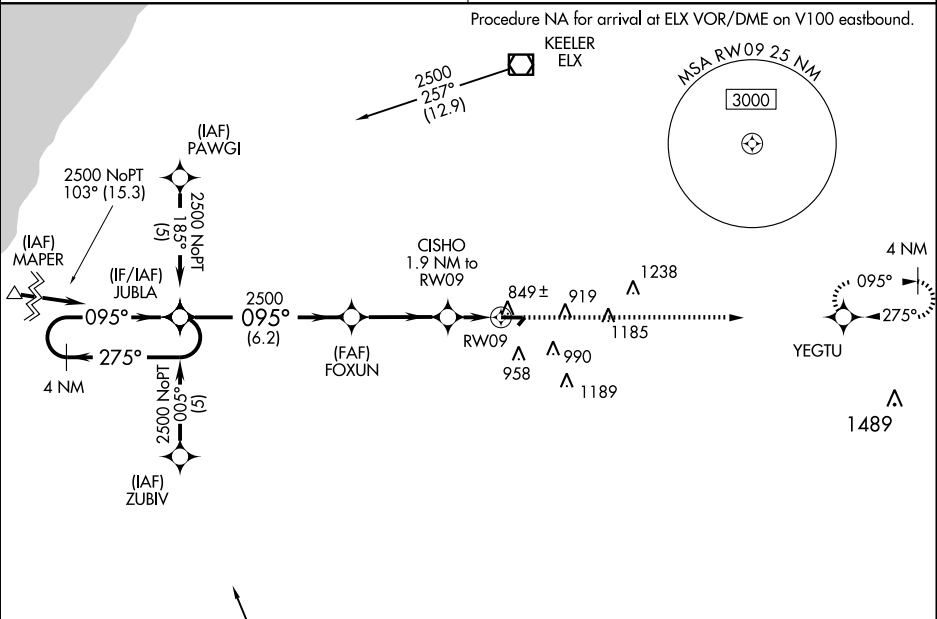 Procedure NA for arrival at ELX VOR/DME on V100 eastbound.
KEELER
ELX
2500
257°
(12.9)
MSA RW09 25 NM
3000
(IAF)
PAWGI
2500 NoPT
103° (15.3)
2500 NoPT
185°
(5)
(IAF)
MAPER
(IF/IAF)
JUBLA
095°
275°
4 NM
2500
095°
(6.2)
(FAF)
FOXUN
CISHO
1.9 NM to
RW09
RW09
849±
919
1238
1185
958
990
1189
4 NM
095°
275°
YEGTU
1489
2500 NoPT
005°
(5)
(IAF)
ZUBIV